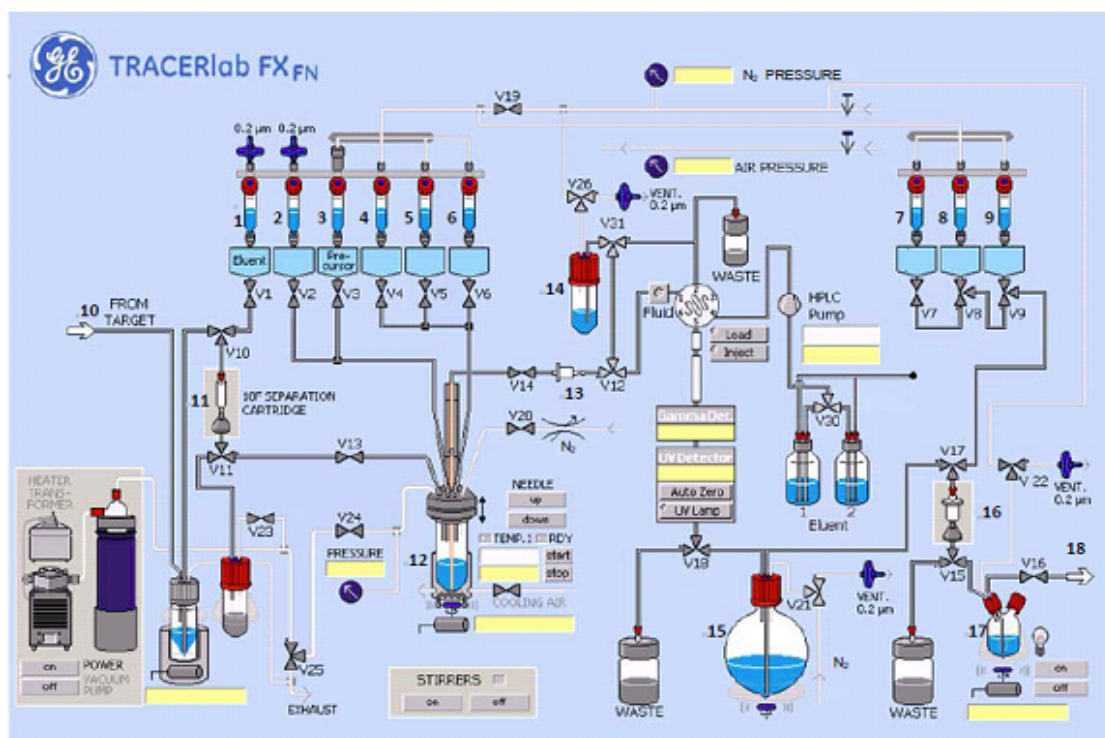 TRACERlab FXFN
V19
N2 PRESSURE
0.2 µm 0.2 µm
AIR PRESSURE
V26
VENT.
0.2 µm
V31
1 2 3 4 5 6
7 8 9
Eluent
Pre-
cursor
WASTE
14
V1 V2 V3 V4 V5 V6
Fluid
HPLC
Pump
V7 V8 V9
10 FROM
TARGET
Load
Inject
V10
V14 13 V12
11
18F SEPARATION
CARTRIDGE
V20
N2
V30
Gamma Det.
V11 V13
UV Detector
1 2
Eluent
V17
V22
VENT.
0.2 µm
HEATER
TRANS-
FORMER
NEEDLE
up
down
Auto Zero
UV Lamp
16
V23 V24
PRESSURE
TEMP.: RDY
start
stop
12
COOLING AIR
V18
V15 V16 18
V21
VENT.
0.2 µm
15
17
N2
on POWER
off VACUUM
PUMP
V25
EXHAUST
STIRRERS
on off
WASTE
WASTE
on
off